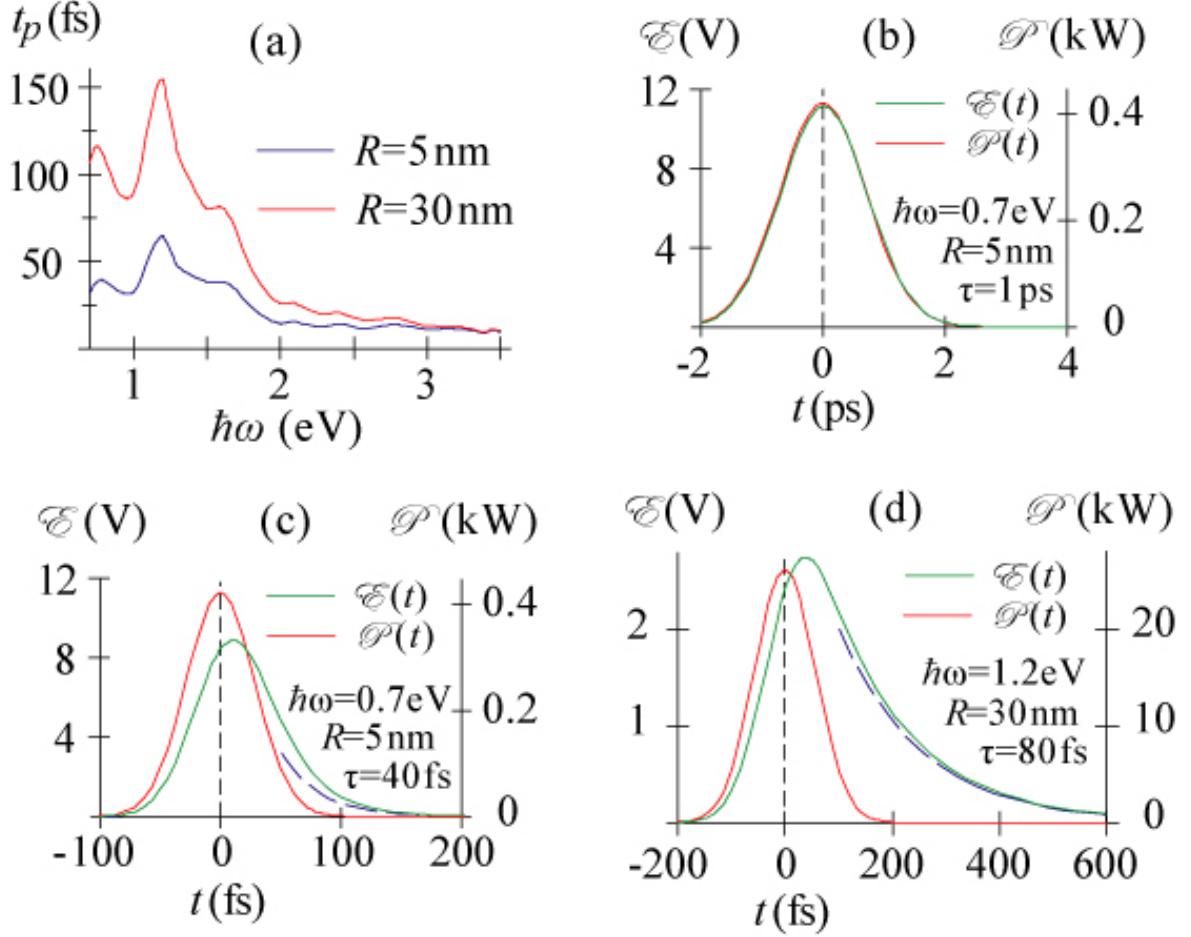 t_p (fs)
(a)
150
100
50
R=5 nm
R=30 nm
1
2
3
ħω (eV)
ℰ(V)
(b)
𝒫(kW)
12
8
4
ℰ(t)
𝒫(t)
ħω=0.7eV
R=5nm
τ=1ps
0.4
0.2
0
-2
0
2
4
t(ps)
ℰ(V)
(c)
𝒫(kW)
12
8
4
ℰ(t)
𝒫(t)
ħω=0.7eV
R=5nm
τ=40fs
0.4
0.2
0
-100
0
100
200
t(fs)
ℰ(V)
(d)
𝒫(kW)
2
1
ℰ(t)
𝒫(t)
ħω=1.2eV
R=30nm
τ=80fs
20
10
0
-200
0
200
400
600
t(fs)